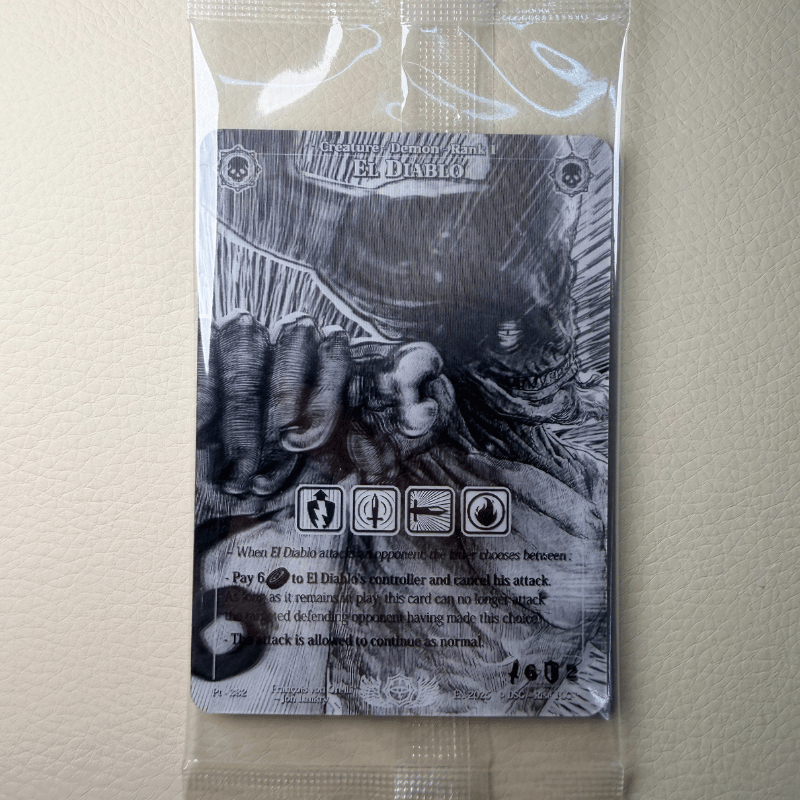 Creature - Demon - Rank 1
El Diablo
- When El Diablo attacks an opponent, the latter chooses between :
- Pay 6 to El Diablo's controller and cancel his attack.
As long as it remains in play, this card can no longer attack
the targeted defending opponent having made this choice)
- The attack is allowed to continue as normal.
6 2
François von
Jon